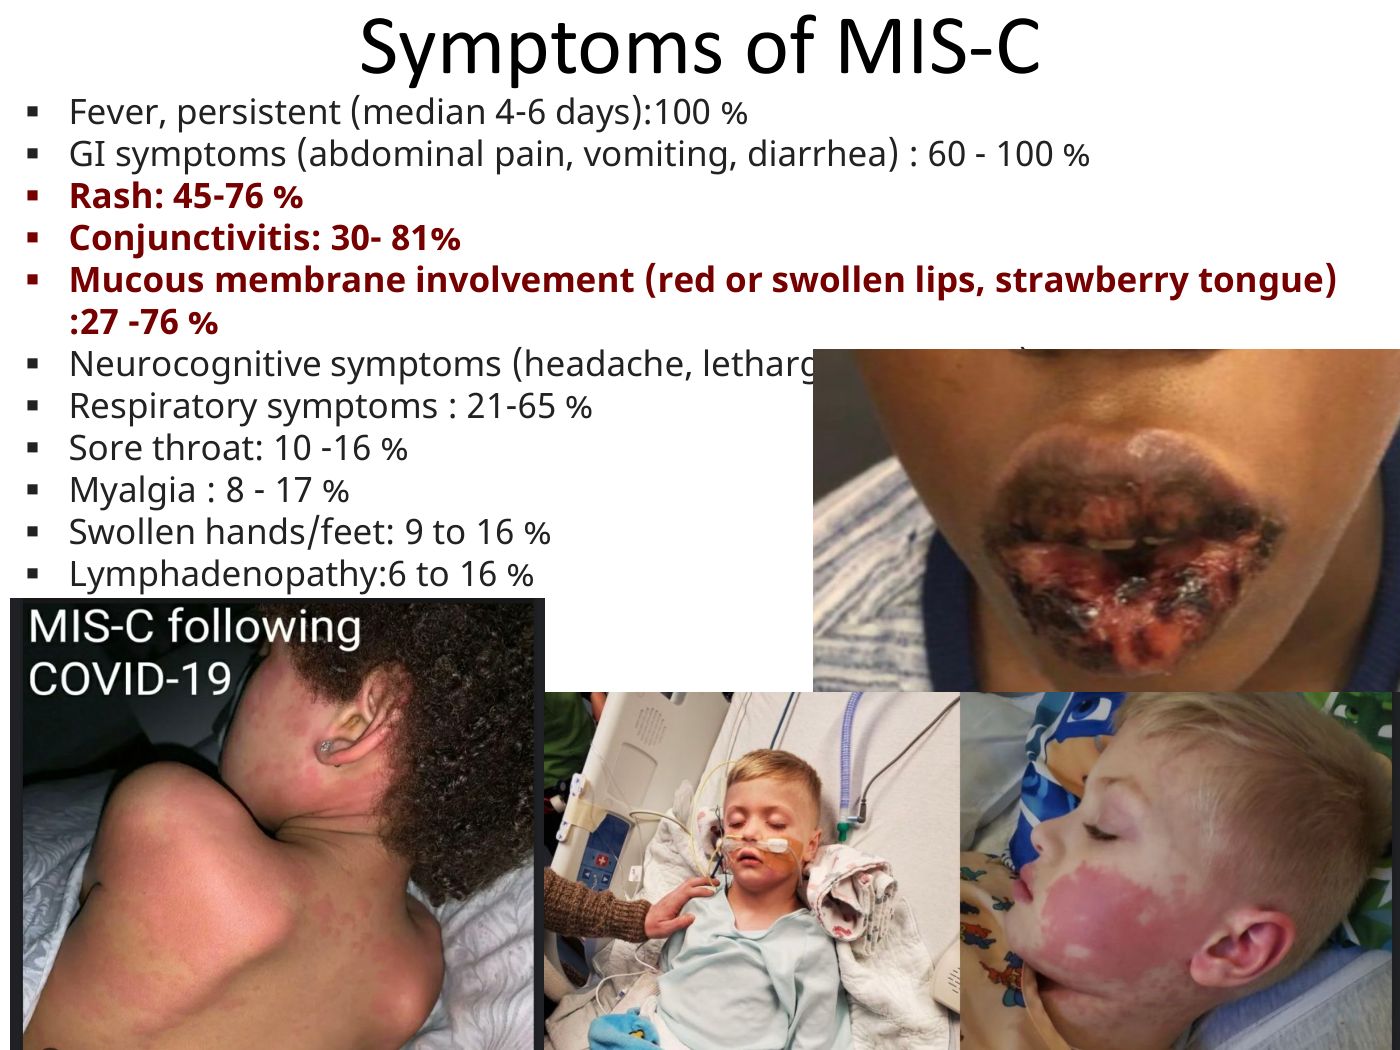 Symptoms of MIS-C
▪ Fever, persistent (median 4-6 days):100 %
▪ GI symptoms (abdominal pain, vomiting, diarrhea) : 60 - 100 %
▪ Rash: 45-76 %
▪ Conjunctivitis: 30- 81%
▪ Mucous membrane involvement (red or swollen lips, strawberry tongue)
:27 -76 %
▪ Neurocognitive symptoms (headache,
▪ Respiratory symptoms : 21-65 %
▪ Sore throat: 10 -16 %
▪ Myalgia : 8 - 17 %
▪ Swollen hands/feet: 9 to 16 %
▪ Lymphadenopathy:6 to 16 %
MIS-C following
COVID-19